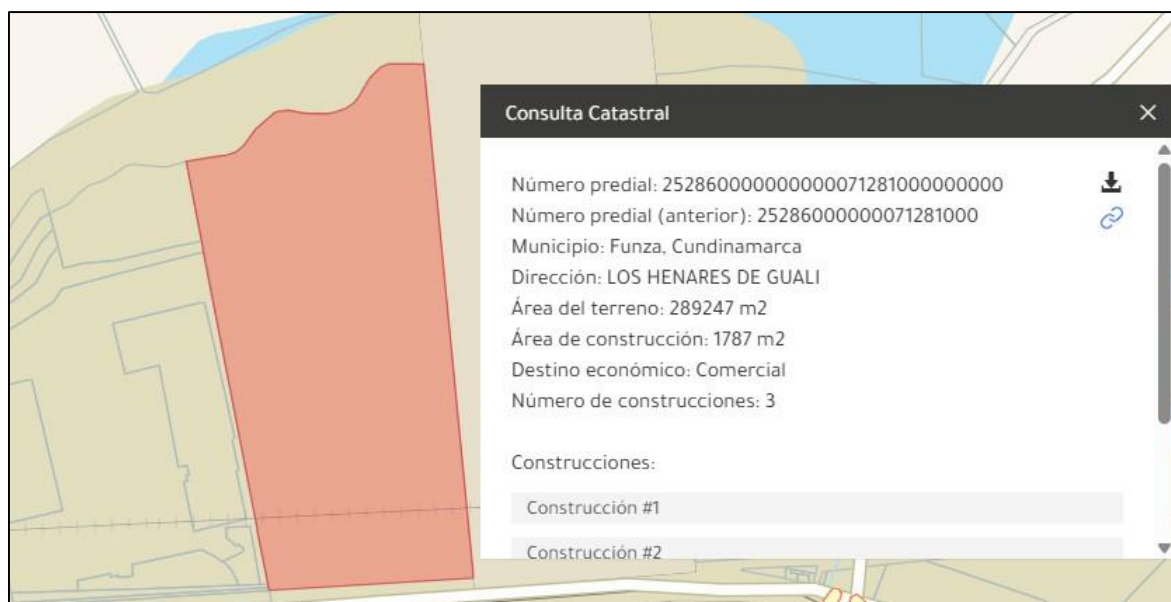 Consulta Catastral
Número predial: 252860000000000071281000000000
Número predial (anterior): 25286000000071281000
Municipio: Funza, Cundinamarca
Dirección: LOS HENARES DE GUALI
Área del terreno: 289247 m2
Área de construcción: 1787 m2
Destino económico: Comercial
Número de construcciones: 3
Construcciones:
Construcción #1
Construcción #2